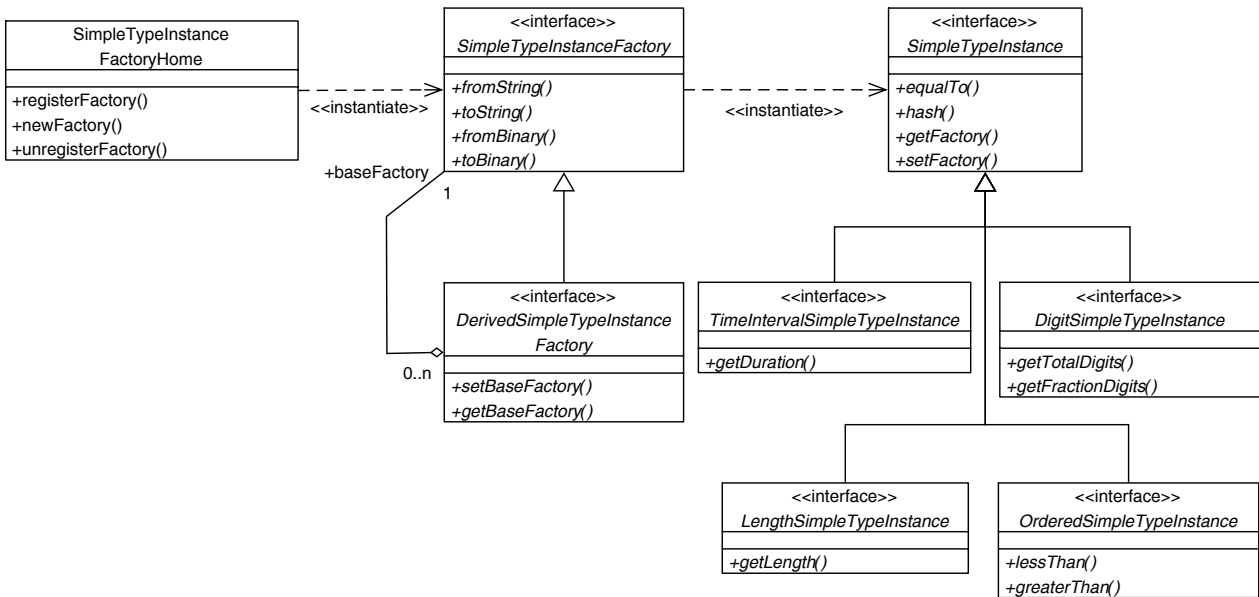 SimpleTypeInstance
FactoryHome
+registerFactory()
+newFactory()
+unregisterFactory()
<<instantiate>>
<<interface>>
SimpleTypeInstanceFactory
+fromString()
+toString()
+fromBinary()
+toBinary()
<<instantiate>>
<<interface>>
SimpleTypeInstance
+equalTo()
+hash()
+getFactory()
+setFactory()
+baseFactory
1
0..n
<<interface>>
DerivedSimpleTypeInstance
Factory
+setBaseFactory()
+getBaseFactory()
<<interface>>
TimeIntervalSimpleTypeInstance
+getDuration()
<<interface>>
DigitSimpleTypeInstance
+getTotalDigits()
+getFractionDigits()
<<interface>>
LengthSimpleTypeInstance
+getLength()
<<interface>>
OrderedSimpleTypeInstance
+lessThan()
+greaterThan()